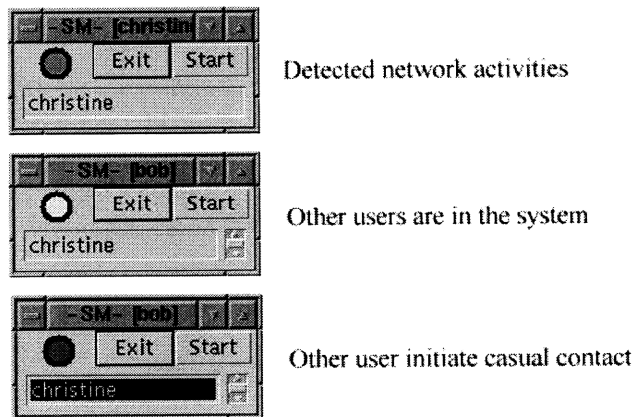 -SM- [christin
Exit Start
christine
Detected network activities
-SM- [bob]
Exit Start
christine
Other users are in the system
-SM- [bob]
Exit Start
christine
Other user initiate casual contact